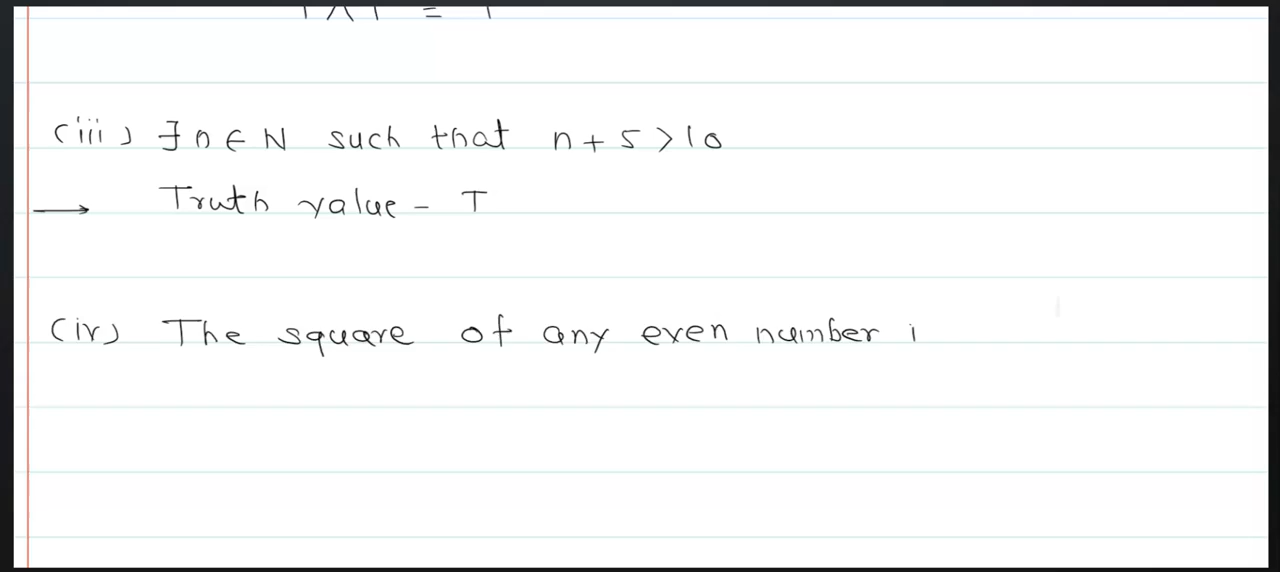 (iii) ∃ n ∈ N such that n + 5 > 10
→ Truth value - T
(iv) The square of any even number i